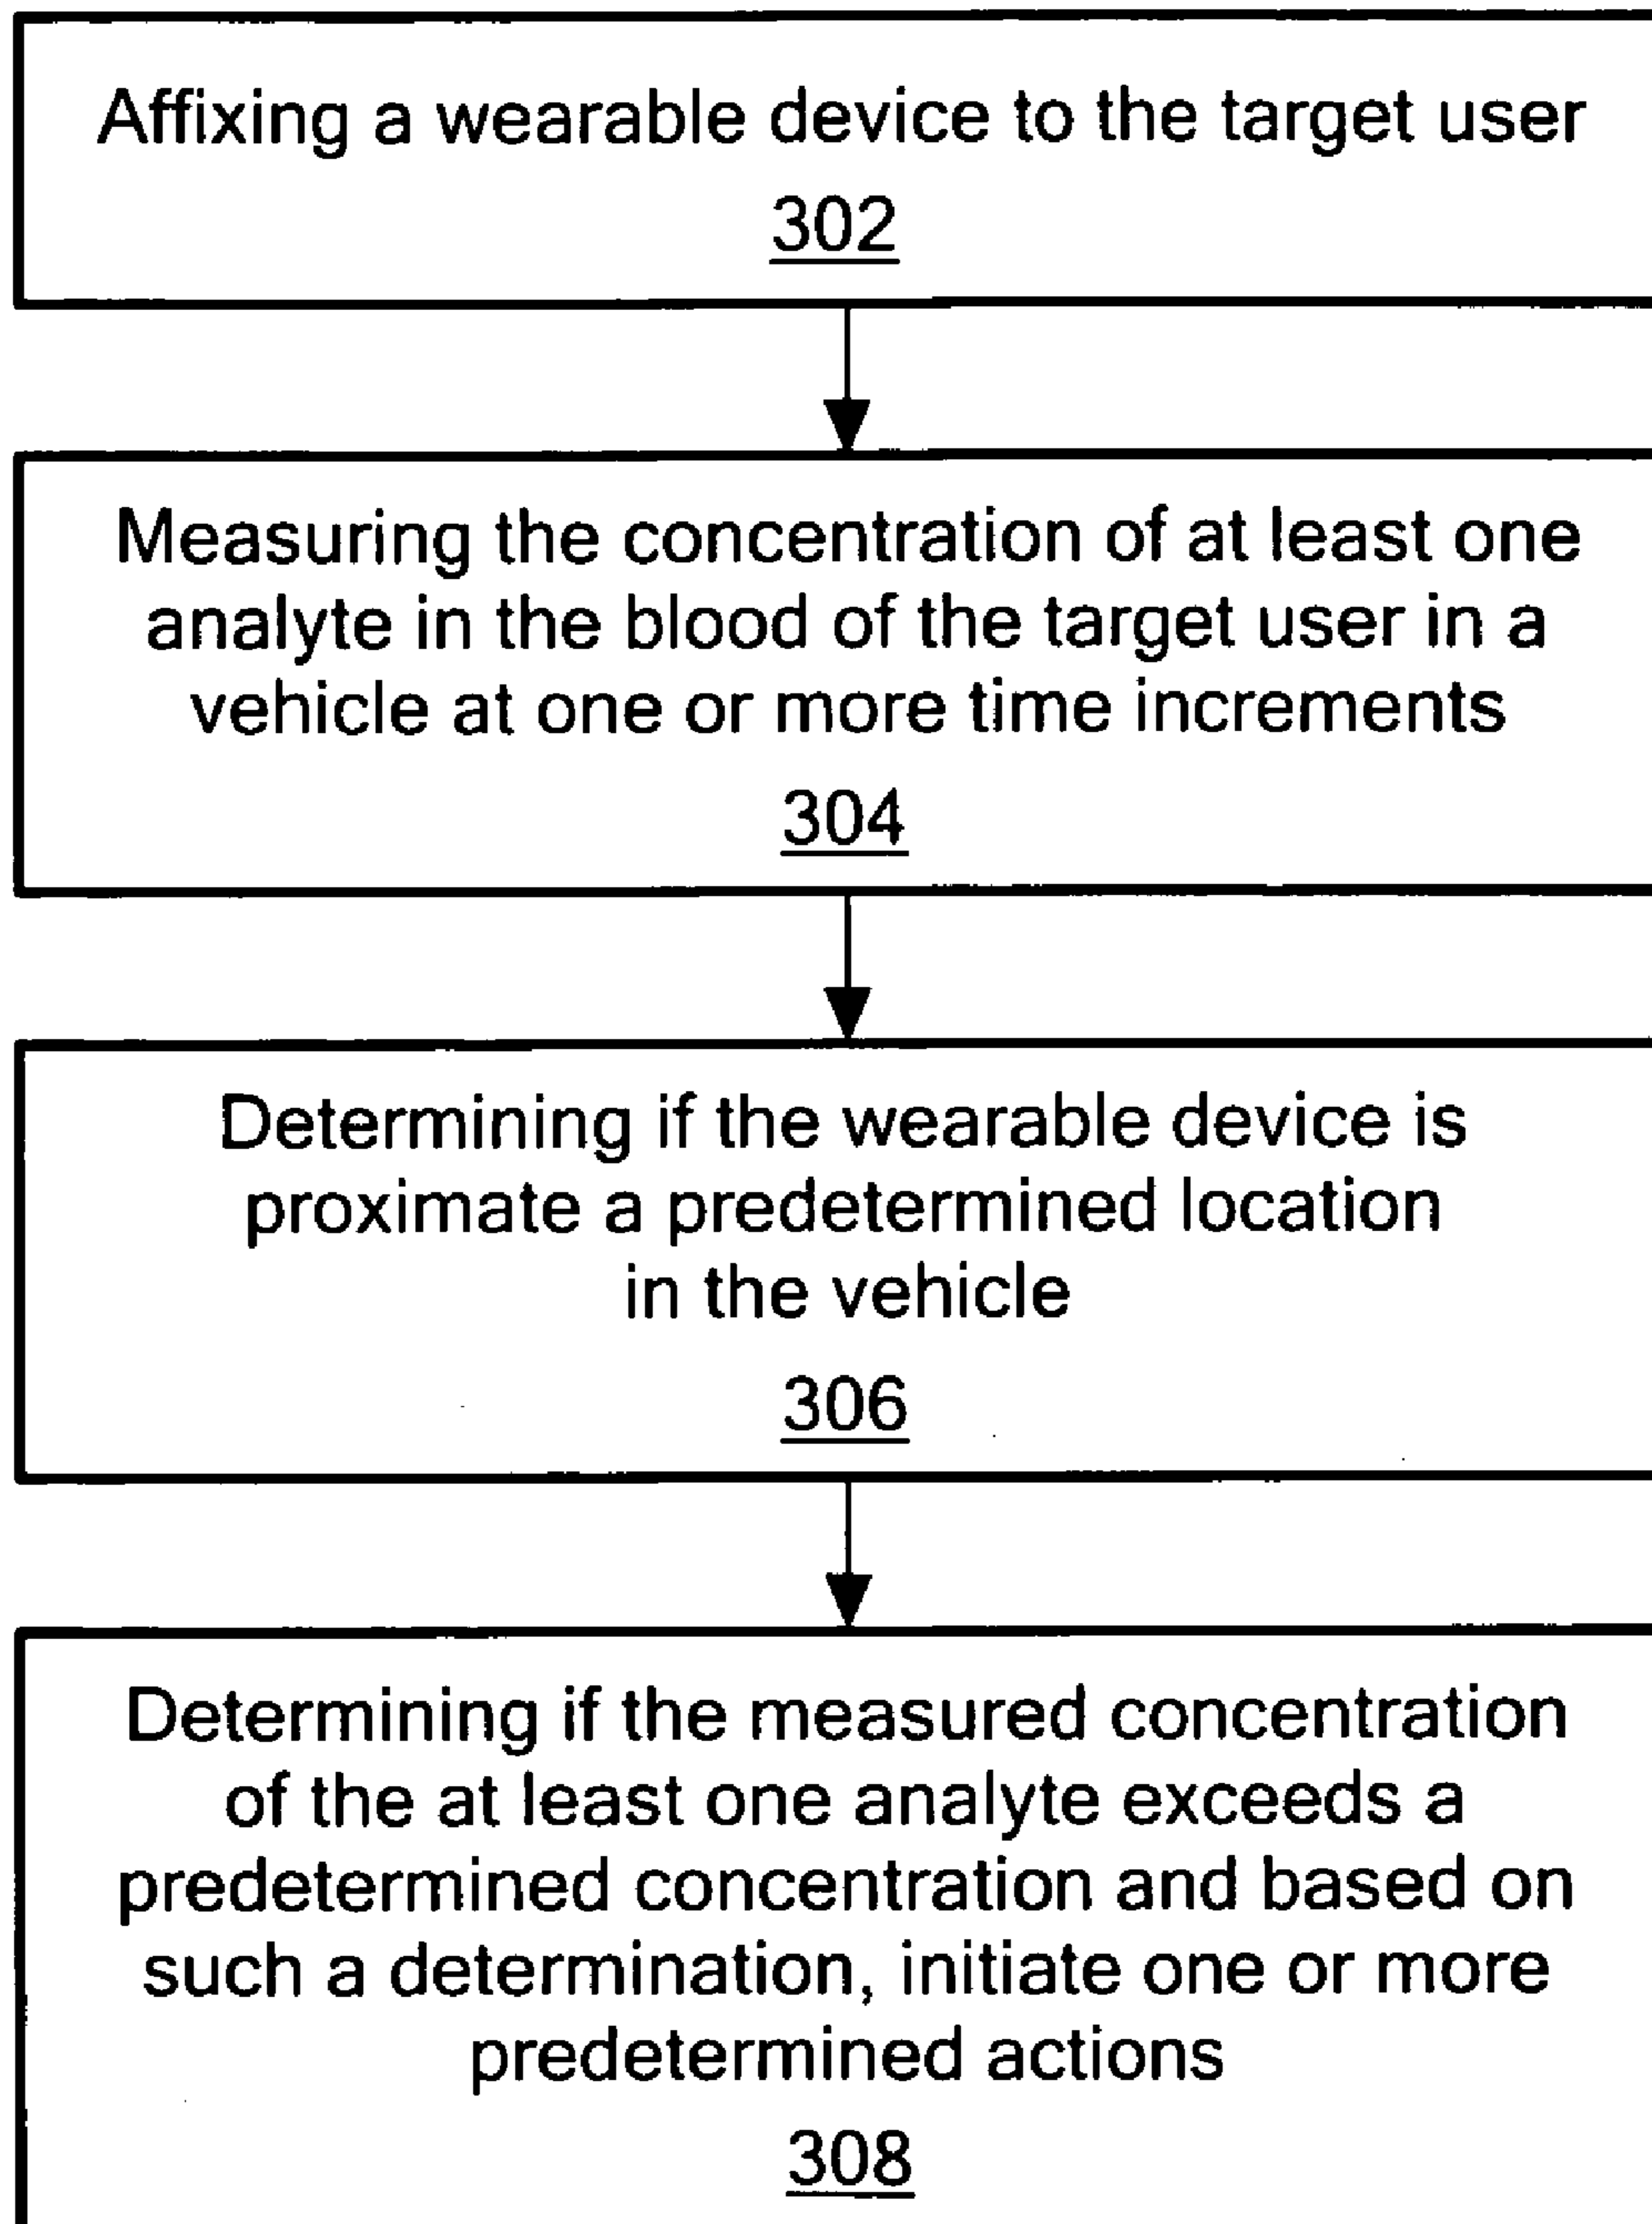 Affixing a wearable device to the target user
302
Measuring the concentration of at least one
analyte in the blood of the target user in a
vehicle at one or more time increments
304
Determining if the wearable device is
proximate a predetermined location
in the vehicle
306
Determining if the measured concentration
of the at least one analyte exceeds a
predetermined concentration and based on
such a determination, initiate one or more
predetermined actions
308